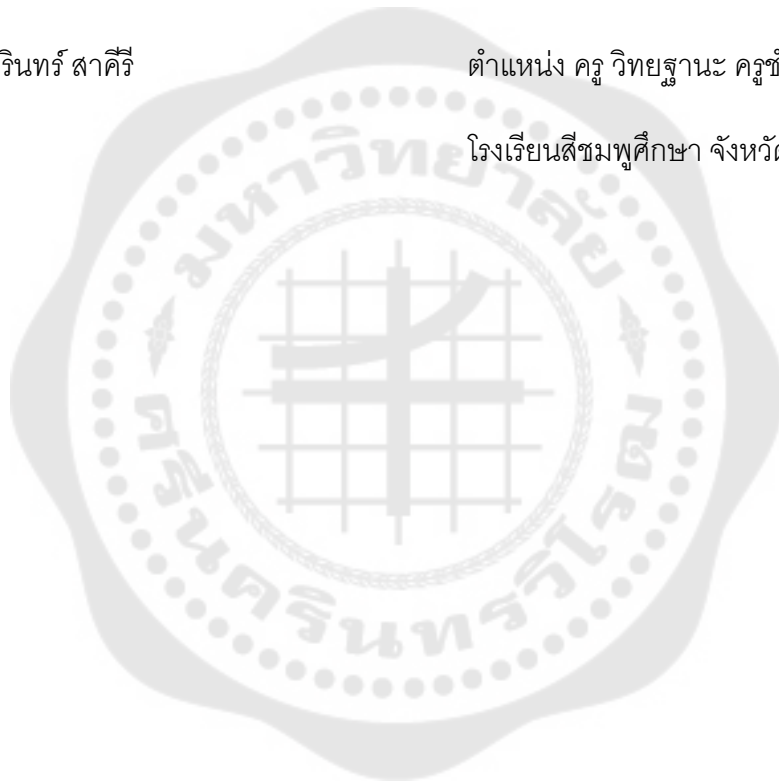 รินทร์ สาคีรี
ตำแหน่ง ครู วิทยฐานะ ครูชำ
โรงเรียนสีชมพูศึกษา จังหวัด
มหาวิทยาลัย
ศรีนครินทรวิโรฒ